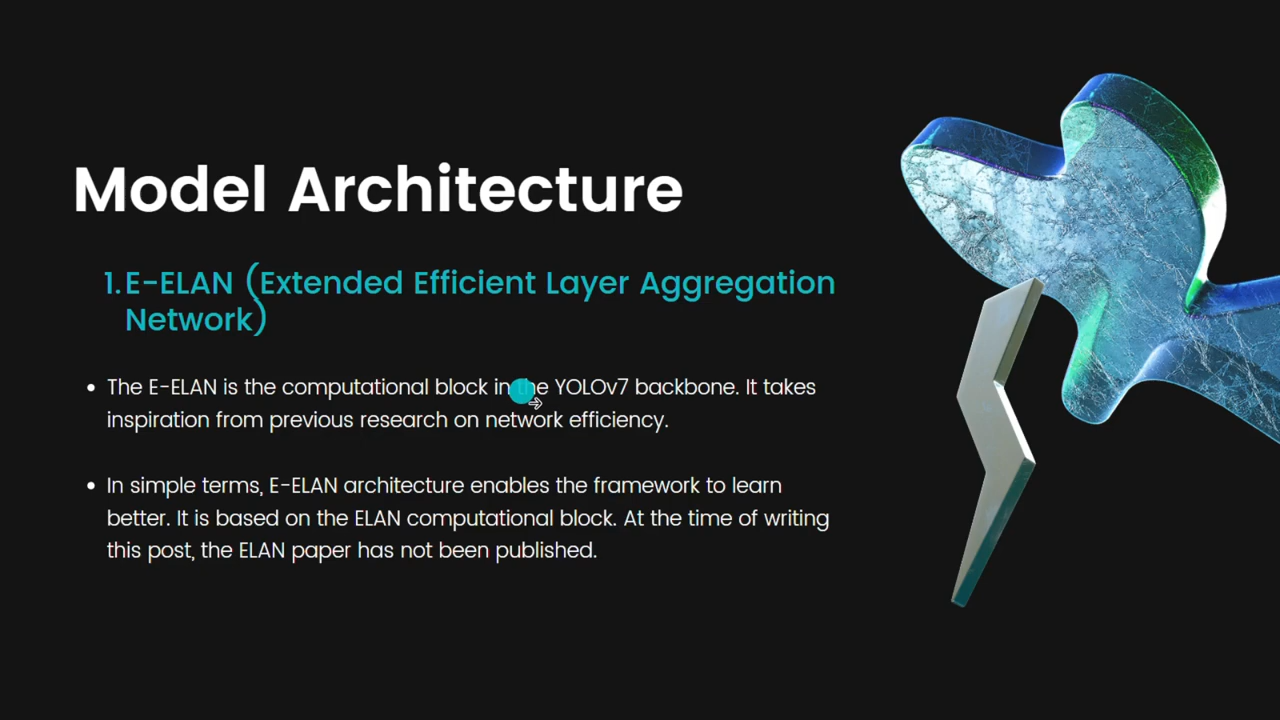 Model Architecture
1. E-ELAN (Extended Efficient Layer Aggregation
Network)
• The E-ELAN is the computational block in the YOLOv7 backbone. It takes
inspiration from previous research on network efficiency.
• In simple terms, E-ELAN architecture enables the framework to learn
better. It is based on the ELAN computational block. At the time of writing
this post, the ELAN paper has not been published.